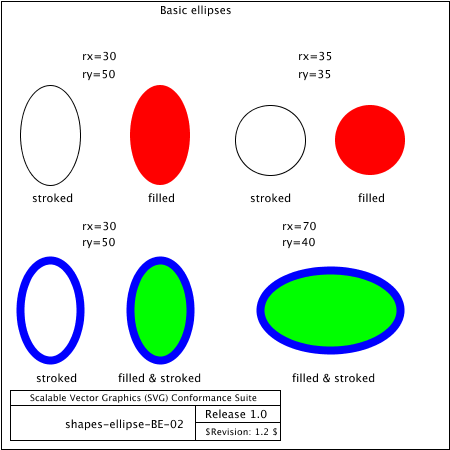 Basic ellipses
rx=30
ry=50
rx=35
ry=35
stroked
filled
stroked
filled
rx=30
ry=50
rx=70
ry=40
stroked
filled & stroked
filled & stroked
Scalable Vector Graphics (SVG) Conformance Suite
shapes-ellipse-BE-02
Release 1.0
$Revision: 1.2 $